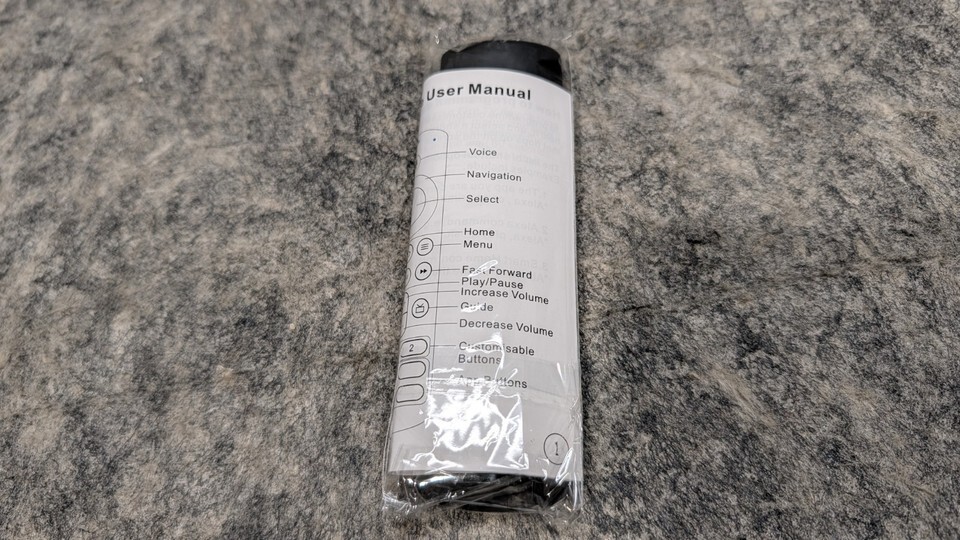 User Manual
Voice
Navigation
Select
Home
Menu
Fast Forward
Play/Pause
Increase Volume
Guide
Decrease Volume
2
Customisable
Buttons
Buttons
1